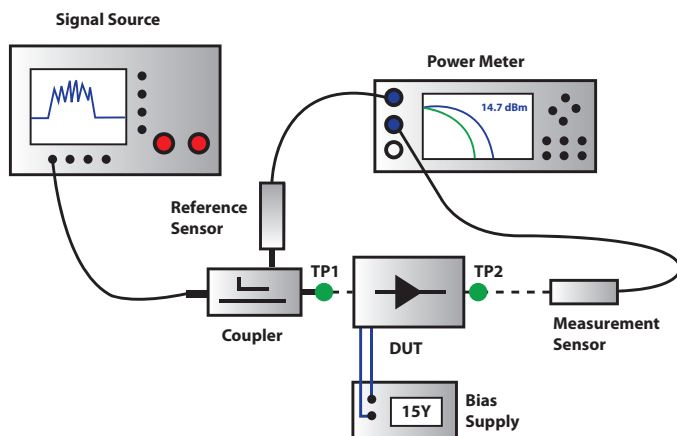 Signal Source
Power Meter
14.7 dBm
Reference
Sensor
TP1
TP2
Coupler
DUT
Measurement
Sensor
15Y
Bias
Supply